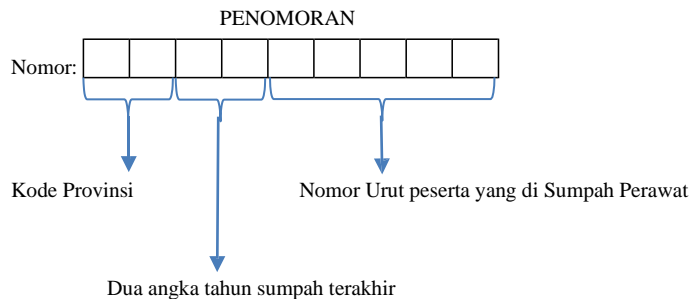 PENOMORAN
Nomor:
Kode Provinsi
Nomor Urut peserta yang di Sumpah Perawat
Dua angka tahun sumpah terakhir